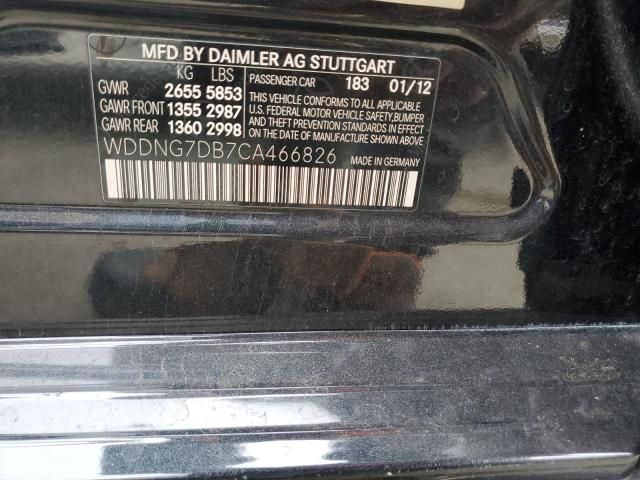 MFD BY DAIMLER AG STUTTGART
KG LBS PASSENGER CAR 183 01/12
GVWR 2655 5853
GAWR FRONT 1355 2987
GAWR REAR 1360 2998
THIS VEHICLE CONFORMS TO ALL APPLICABLE
U.S. FEDERAL MOTOR VEHICLE SAFETY, BUMPER
AND THEFT PREVENTION STANDARDS IN
EFFECT ON THE DATE OF MANUFACTURE
SHOWN ABOVE.
WDDNG7DB7CA466826
MADE IN GERMANY